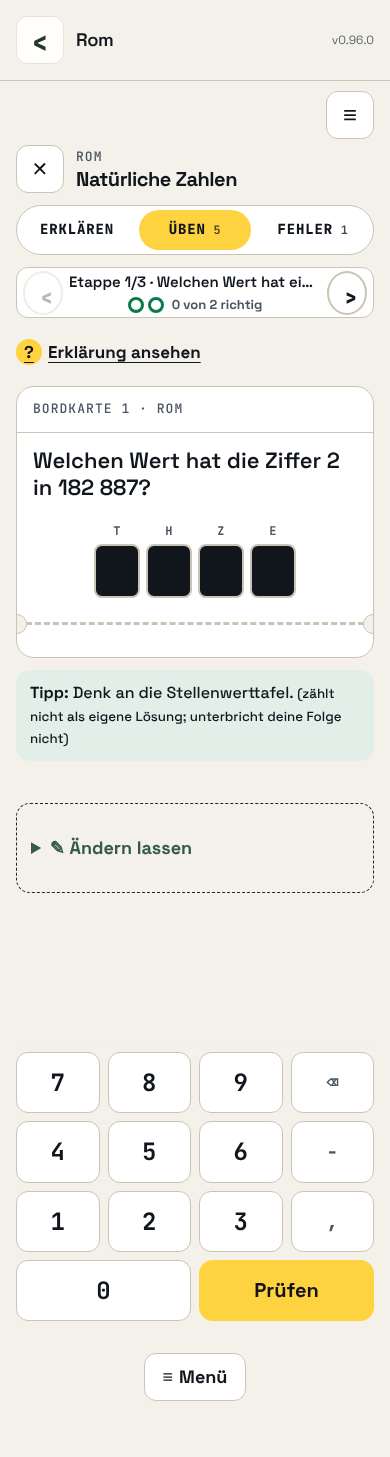 < Rom v0.96.0
≡
✕ ROM
Natürliche Zahlen
ERKLÄREN ÜBEN 5 FEHLER 1
< Etappe 1/3 · Welchen Wert hat ei... >
0 von 2 richtig
? Erklärung ansehen
BORDKARTE 1 · ROM
Welchen Wert hat die Ziffer 2
in 182 887?
T H Z E
Tipp: Denk an die Stellenwerttafel. (zählt
nicht als eigene Lösung; unterbricht deine Folge
nicht)
▶ ✎ Ändern lassen
7 8 9 ⌫
4 5 6 -
1 2 3 ,
0 Prüfen
≡ Menü